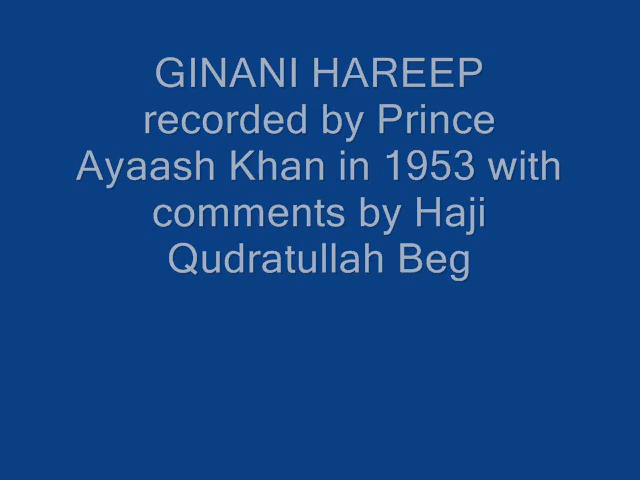 GINANI HAREEP
recorded by Prince
Ayaash Khan in 1953 with
comments by Haji
Qudratullah Beg